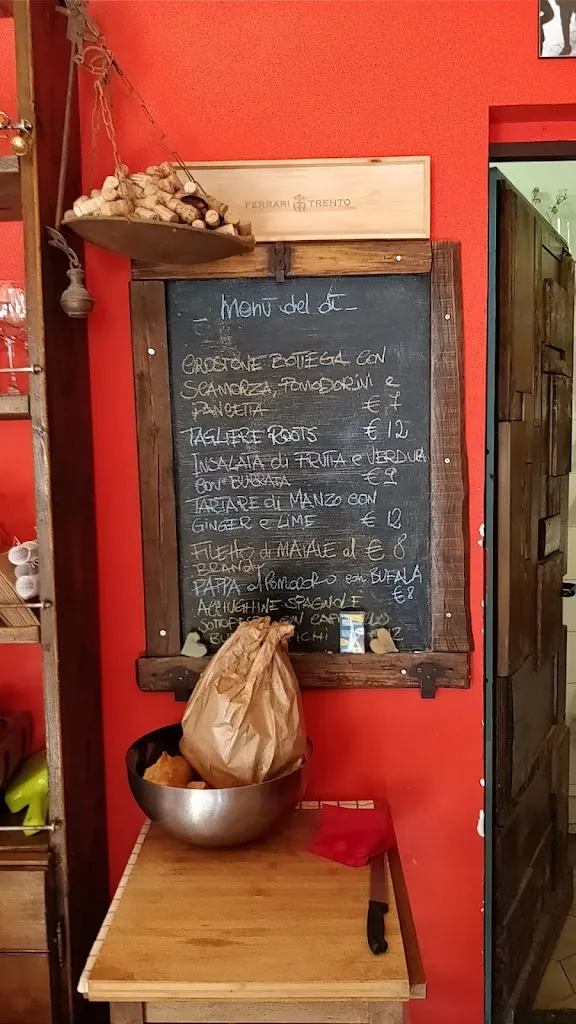 FERRARI TRENTO
Menù del dì
CROSTONE BOTTEGA CON
SCAMORZA, POMODORINI e
PANCETTA € 7
TAGLIERE ROOTS € 12
INSALATA di FRUTTA e VERDURA
CON BURRATA € 9
TARTARE di MANZO CON
GINGER e LIME € 12
FILETTO di MAIALE al € 8
BRANDY
PAPPA al POMODORO con BUFALA
€ 8
ACCIUGHINE SPAGNOLE